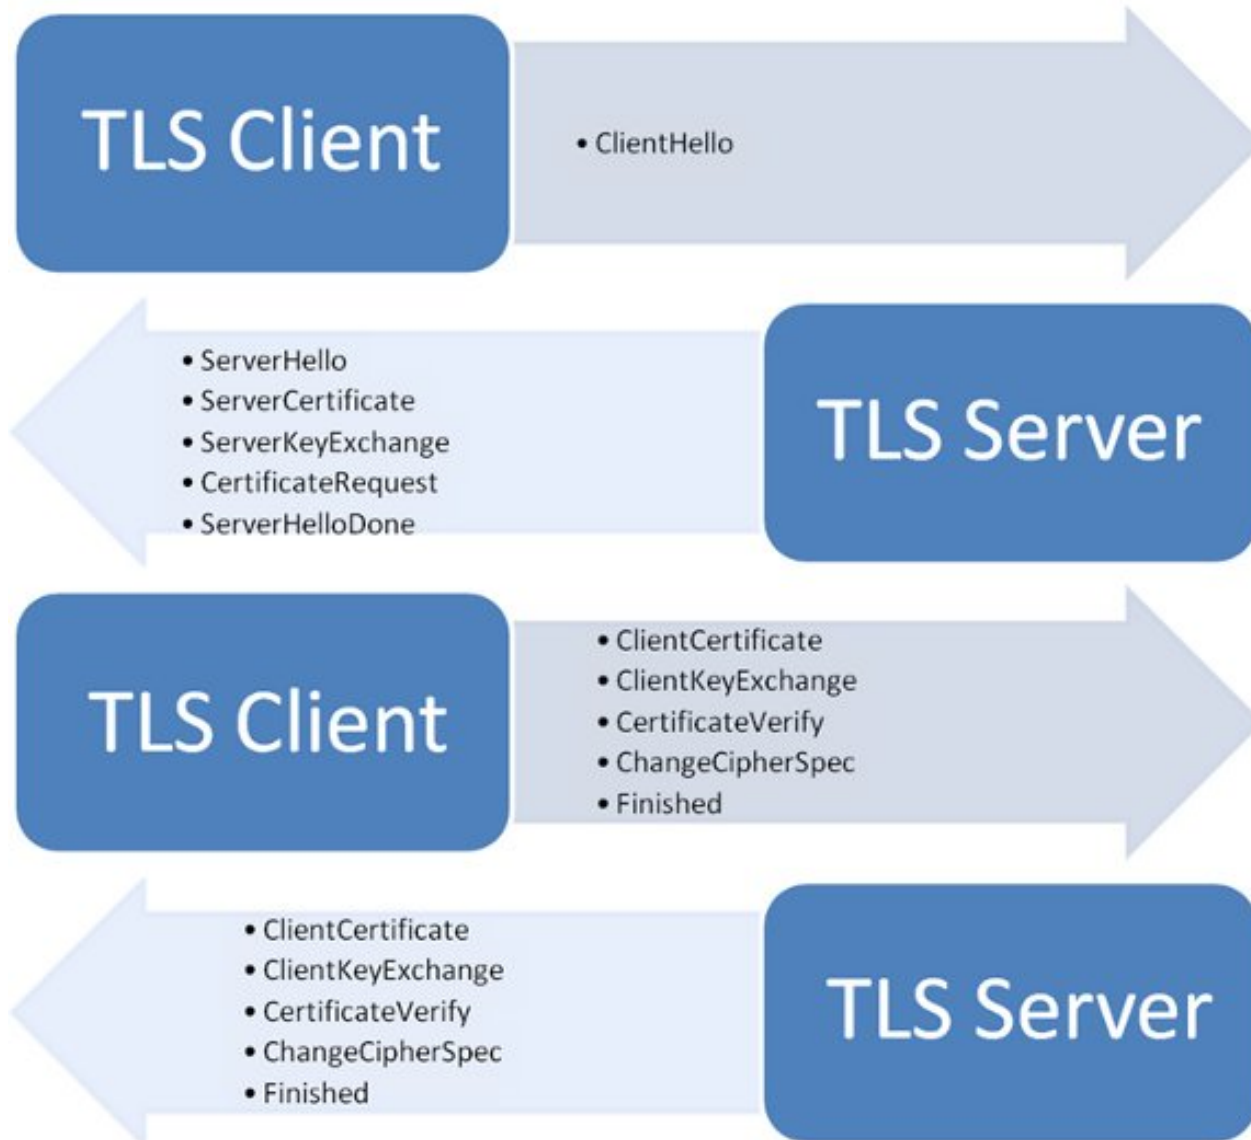 TLS Client
• ClientHello
• ServerHello
• ServerCertificate
• ServerKeyExchange
• CertificateRequest
• ServerHelloDone
TLS Server
TLS Client
• ClientCertificate
• ClientKeyExchange
• CertificateVerify
• ChangeCipherSpec
• Finished
• ClientCertificate
• ClientKeyExchange
• CertificateVerify
• ChangeCipherSpec
• Finished
TLS Server